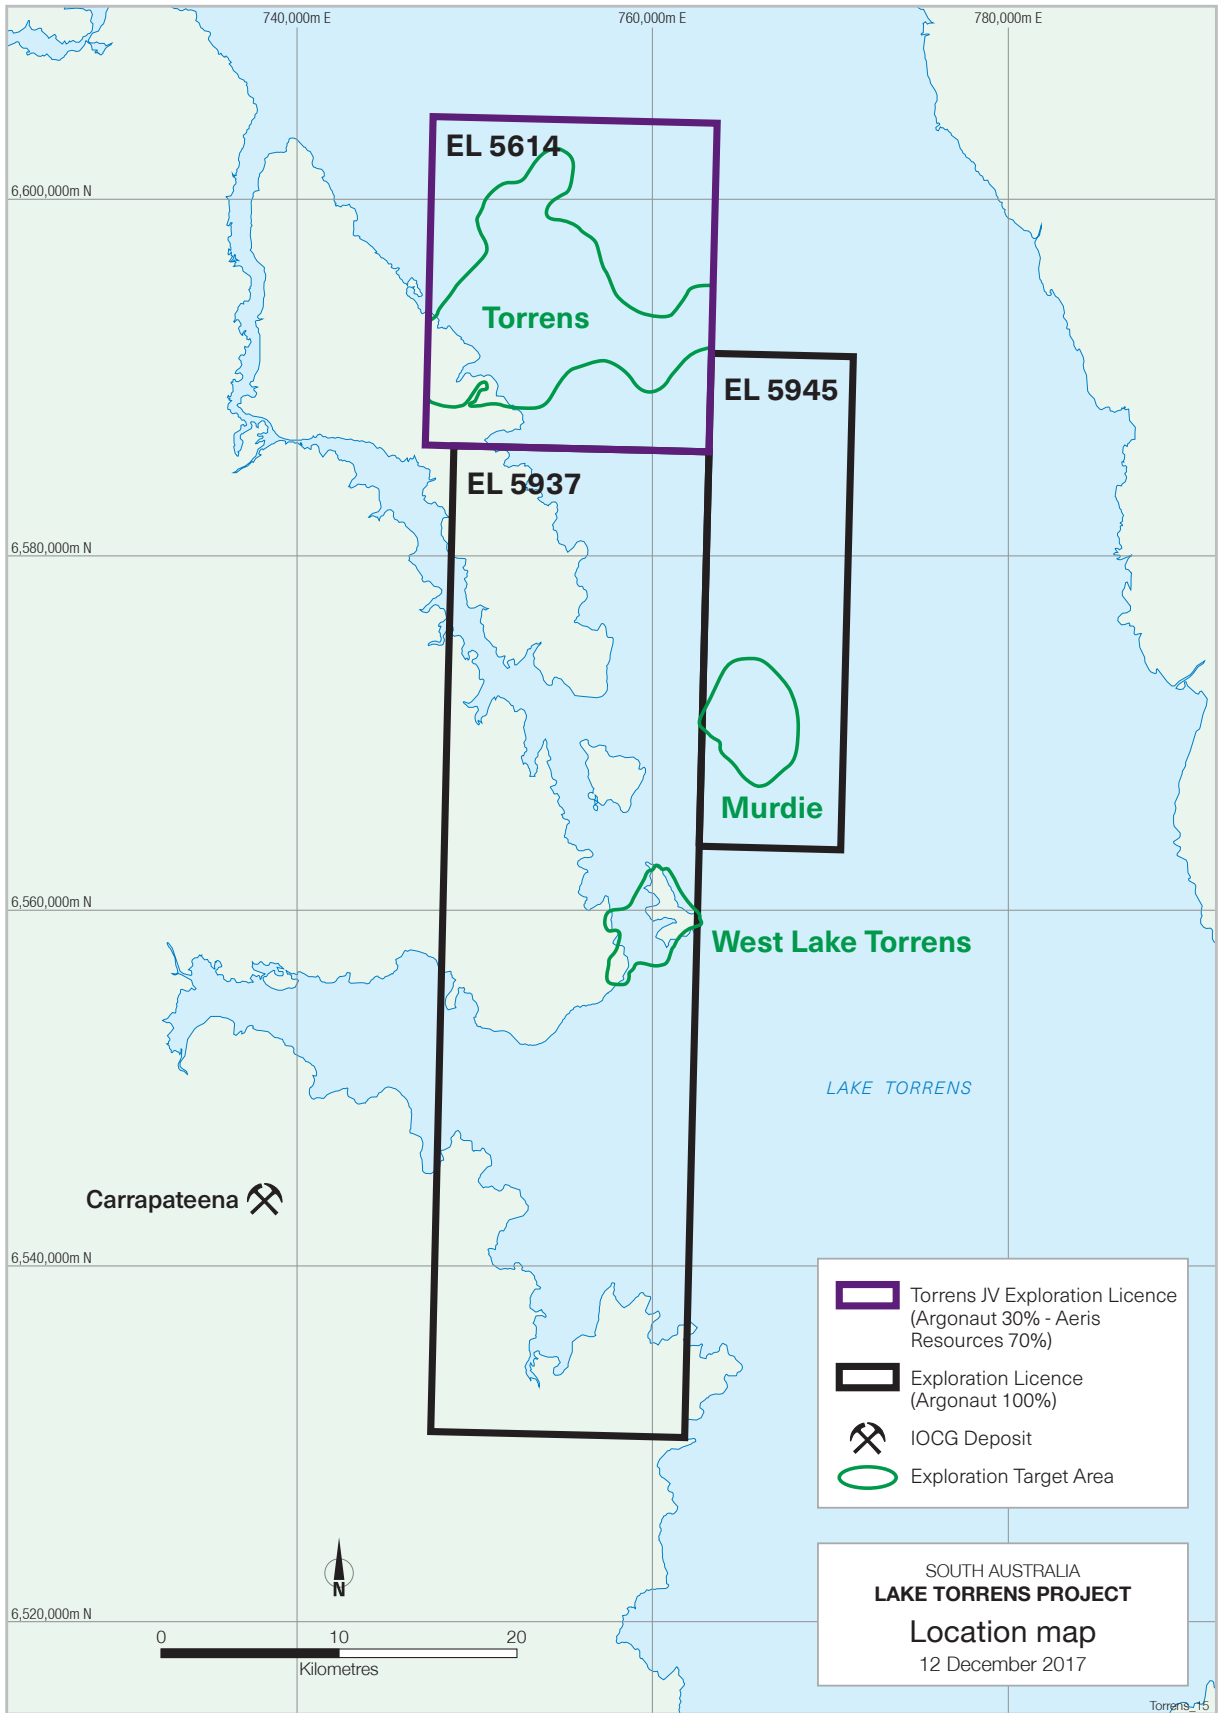 740,000m E
760,000m E
780,000m E
EL 5614
6,600,000m N
Torrens
EL 5945
EL 5937
6,580,000m N
Murdie
6,560,000m N
West Lake Torrens
LAKE TORRENS
Carrapateena
6,540,000m N
Torrens JV Exploration Licence
(Argonaut 30% - Aeris
Resources 70%)
Exploration Licence
(Argonaut 100%)
IOCG Deposit
Exploration Target Area
N
6,520,000m N
0 10 20
Kilometres
SOUTH AUSTRALIA
LAKE TORRENS PROJECT
Location map
12 December 2017
Torrens_15